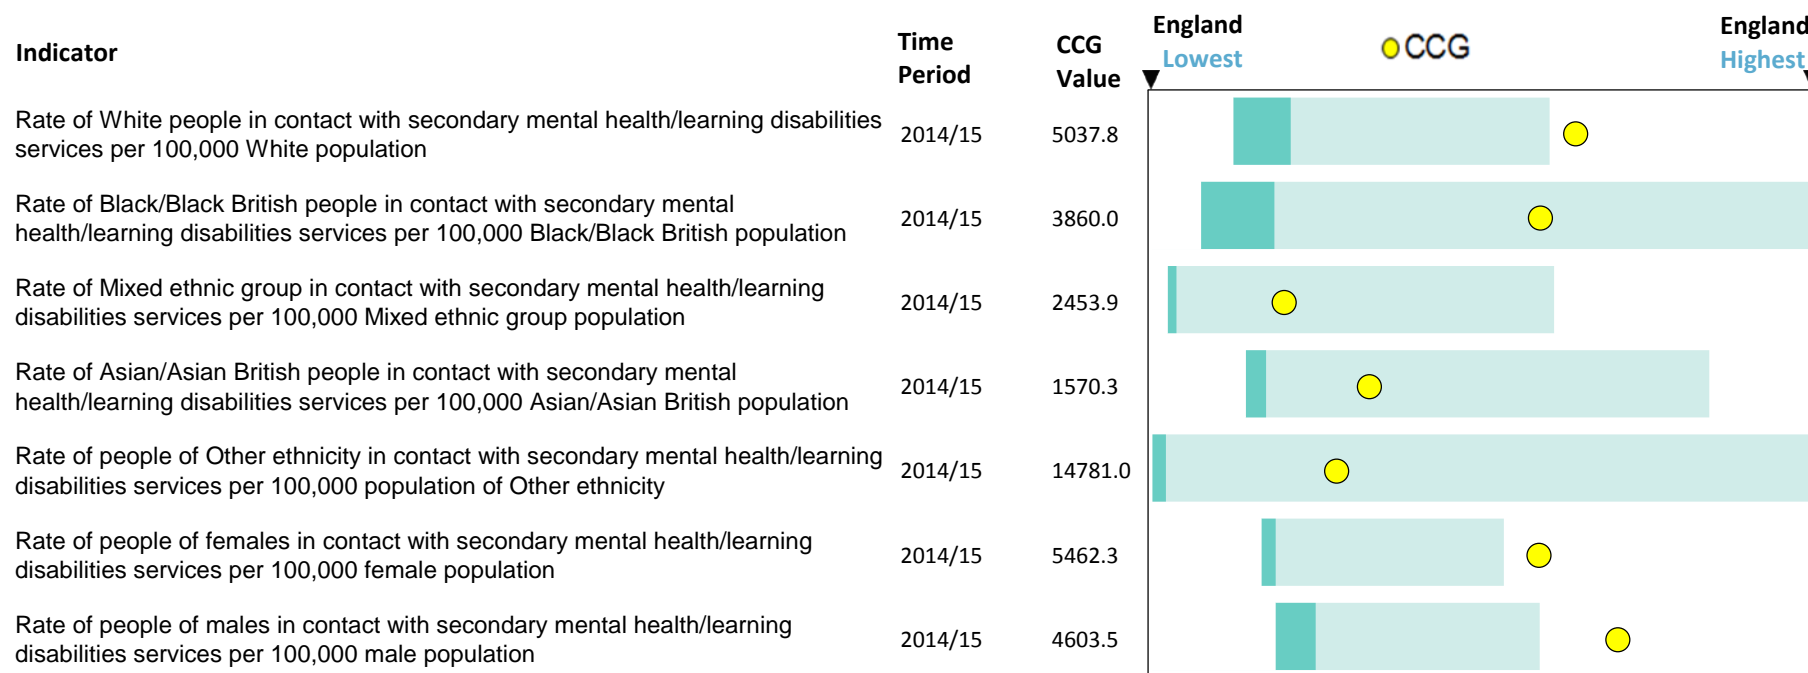 Indicator
Time Period
CCG Value
England Lowest
CCG
England Highest
Rate of White people in contact with secondary mental health/learning disabilities
services per 100,000 White population
2014/15
5037.8
Rate of Black/Black British people in contact with secondary mental
health/learning disabilities services per 100,000 Black/Black British population
2014/15
3860.0
Rate of Mixed ethnic group in contact with secondary mental health/learning
disabilities services per 100,000 Mixed ethnic group population
2014/15
2453.9
Rate of Asian/Asian British people in contact with secondary mental
health/learning disabilities services per 100,000 Asian/Asian British population
2014/15
1570.3
Rate of people of Other ethnicity in contact with secondary mental health/learning
disabilities services per 100,000 population of Other ethnicity
2014/15
14781.0
Rate of people of females in contact with secondary mental health/learning
disabilities services per 100,000 female population
2014/15
5462.3
Rate of people of males in contact with secondary mental health/learning
disabilities services per 100,000 male population
2014/15
4603.5